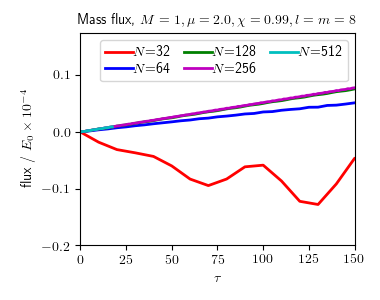 Mass flux, M = 1, μ = 2.0, χ = 0.99, l = m = 8
N=32 N=128 N=512
N=64 N=256
flux / E₀ × 10⁻⁴
0.1
0.0
−0.1
−0.2
0 25 50 75 100 125 150
τ